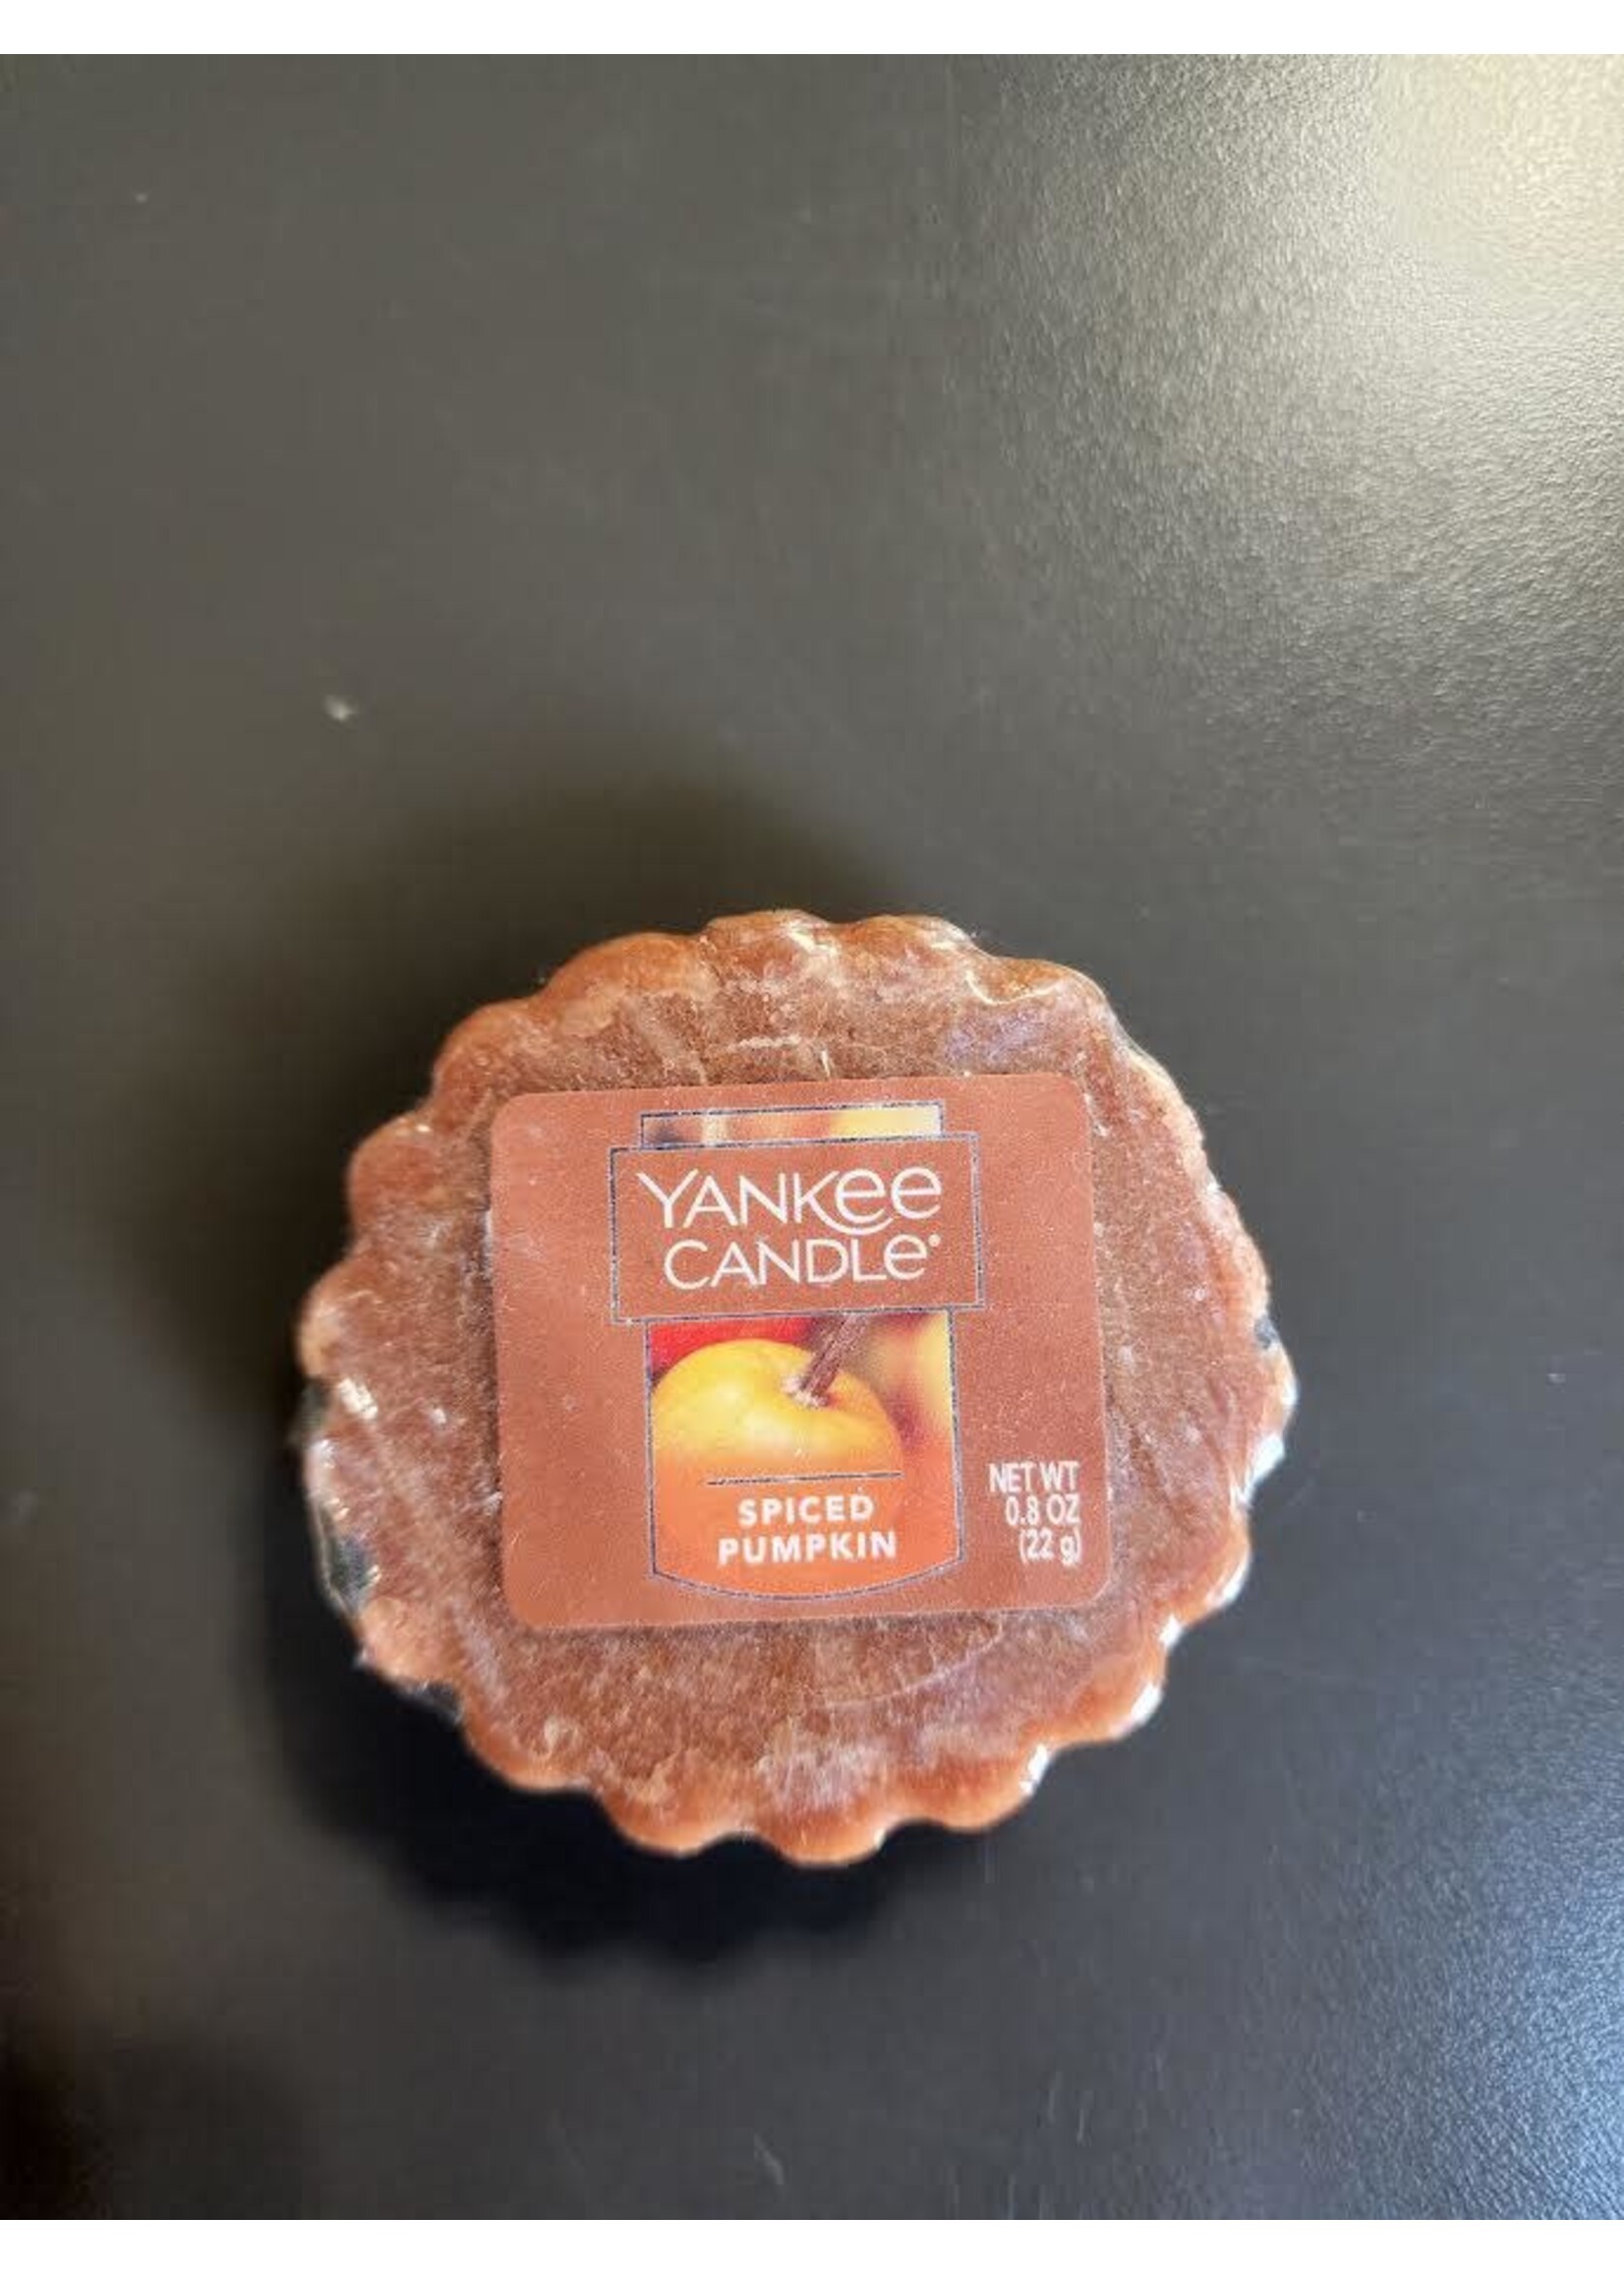 YANKEE
CANDLE®
SPICED
PUMPKIN
NET WT
0.8 OZ
(22 g)